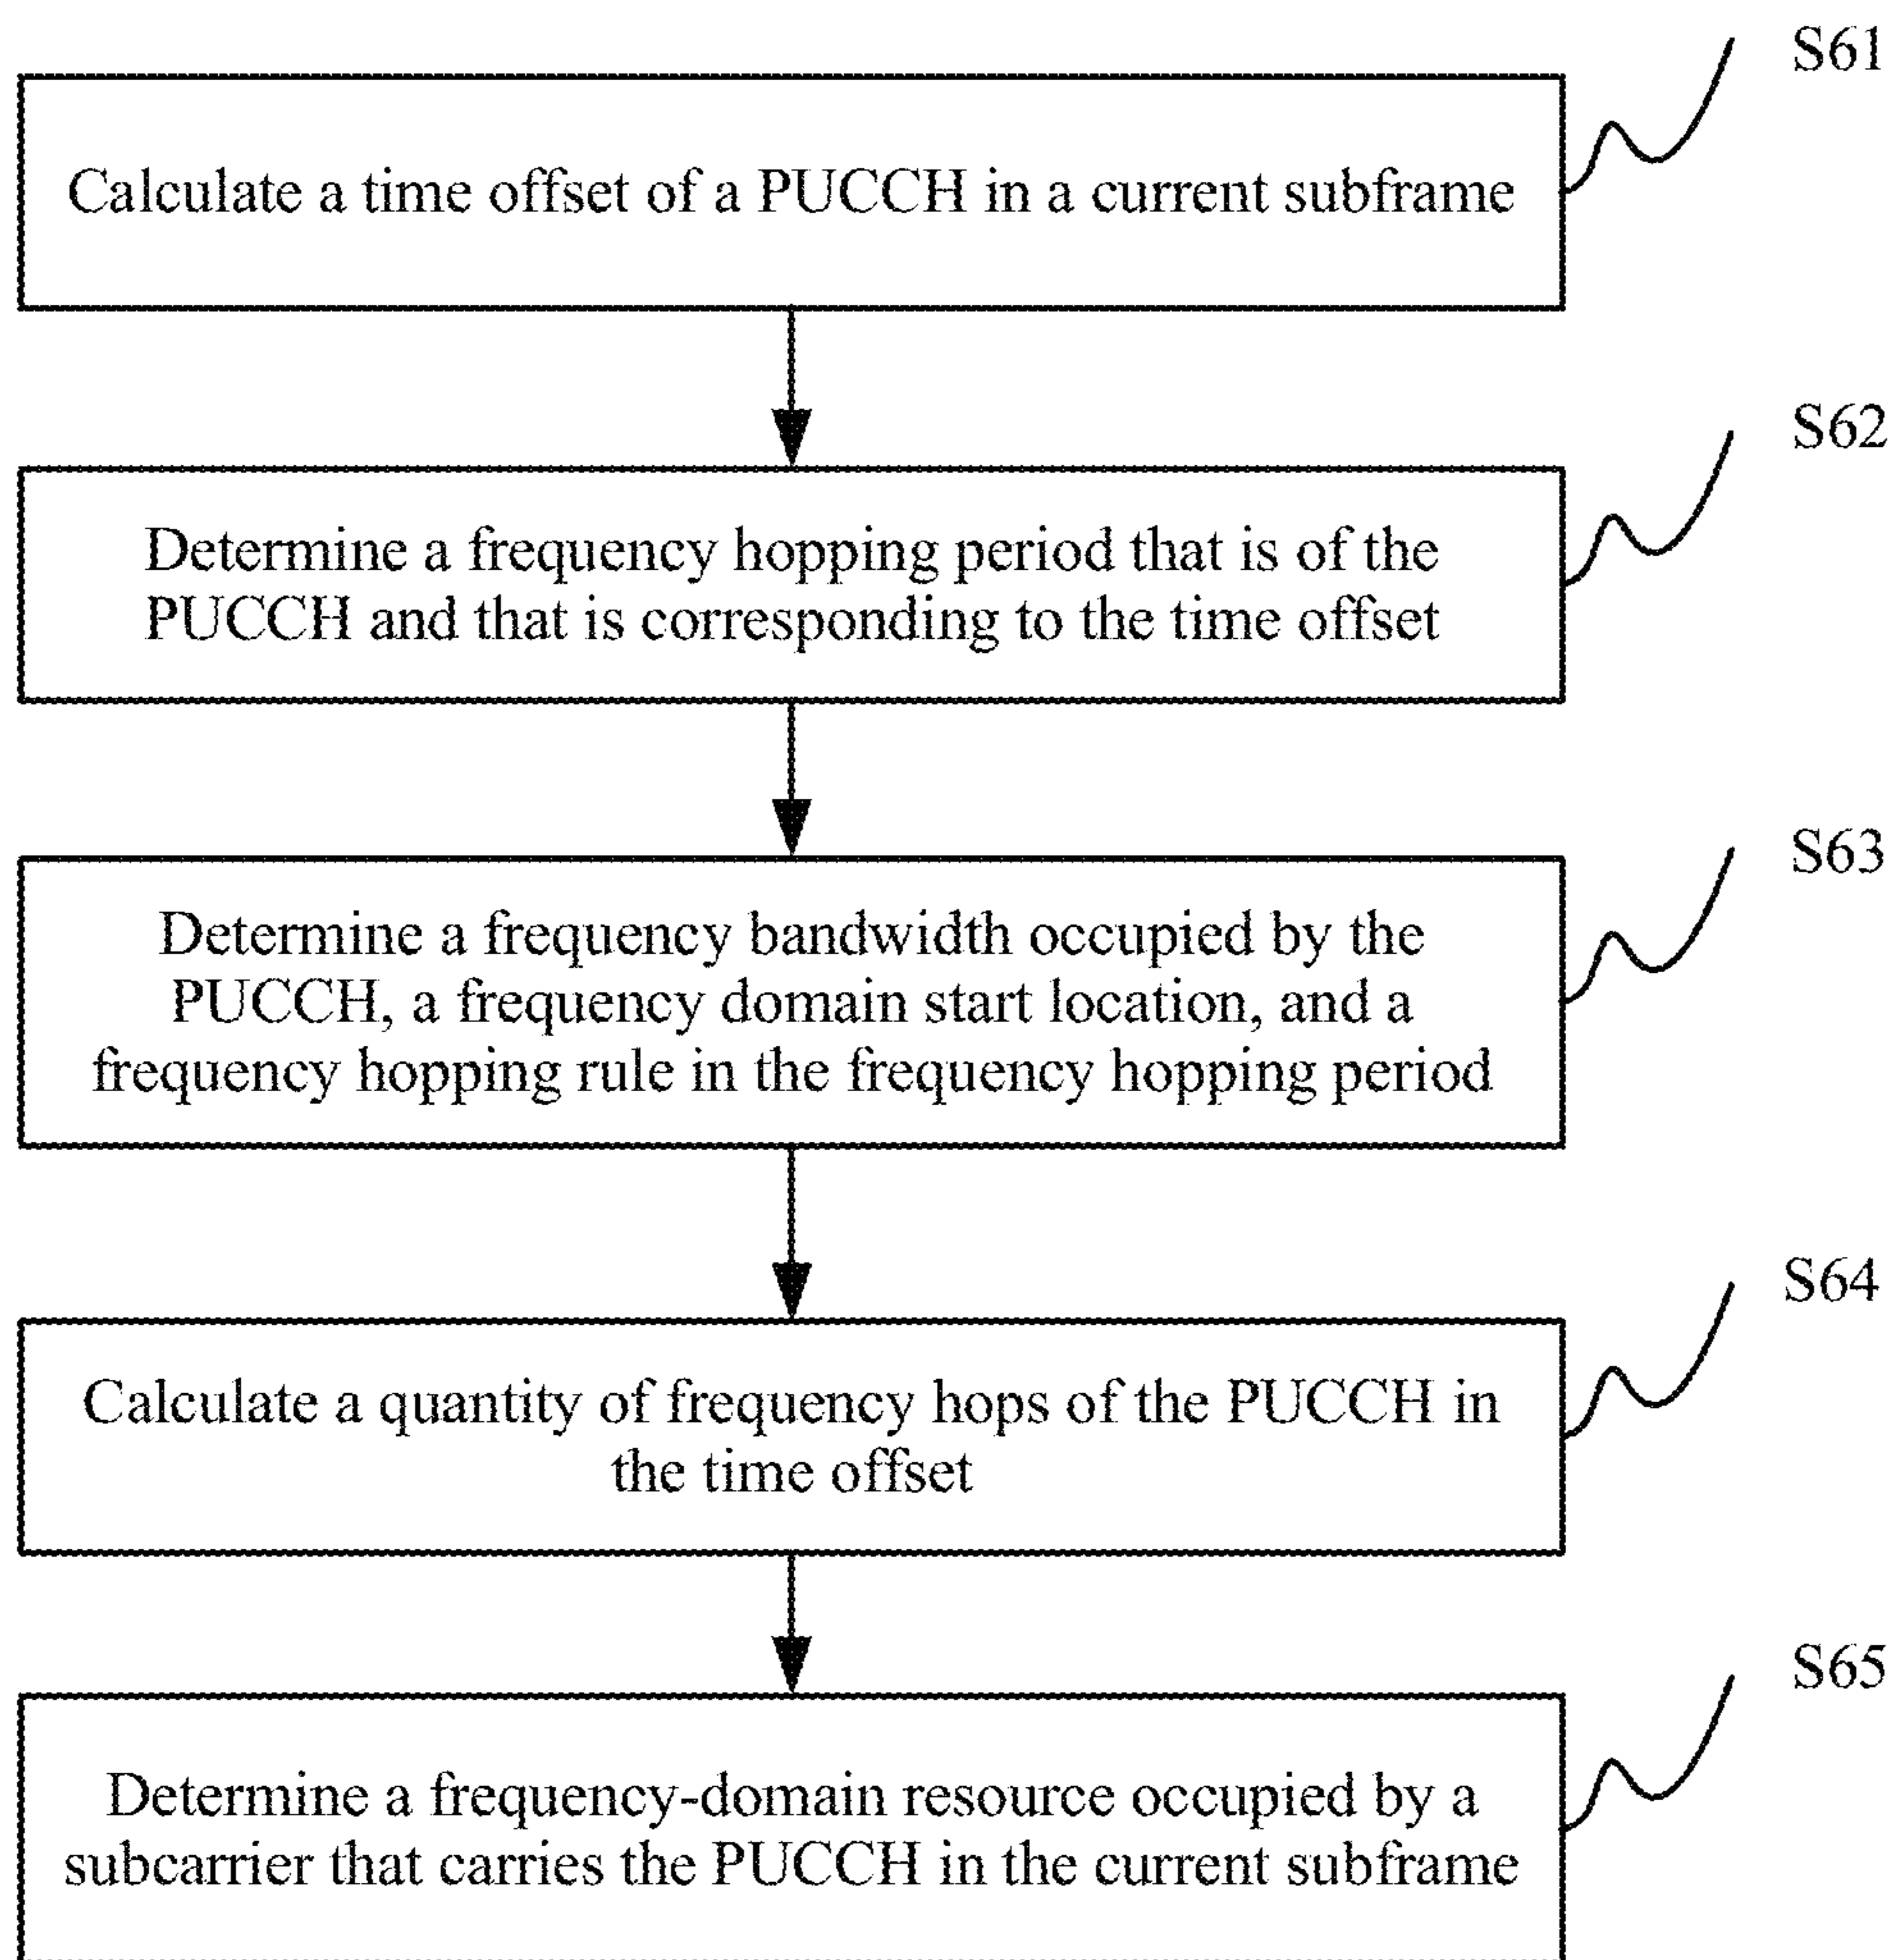 S61
Calculate a time offset of a PUCCH in a current subframe
S62
Determine a frequency hopping period that is of the
PUCCH and that is corresponding to the time offset
S63
Determine a frequency bandwidth occupied by the
PUCCH, a frequency domain start location, and a
frequency hopping rule in the frequency hopping period
S64
Calculate a quantity of frequency hops of the PUCCH in
the time offset
S65
Determine a frequency-domain resource occupied by a
subcarrier that carries the PUCCH in the current subframe